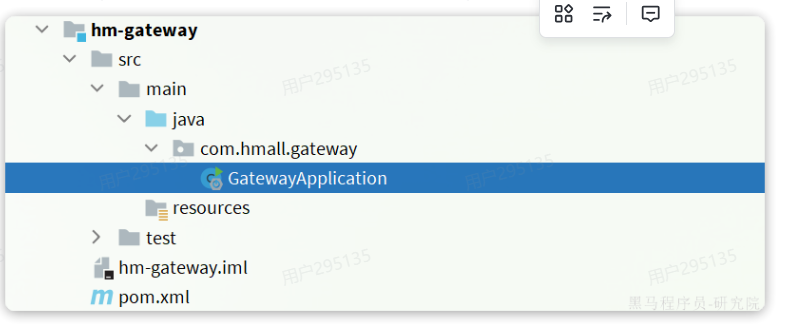 hm-gateway
src
main
用户295135
用户295135
java
com.hmall.gateway
GatewayApplication
用户295135
用户295135
resources
test
hm-gateway.iml
用户295135
用户295135
pom.xml
黑马程序员-研究院